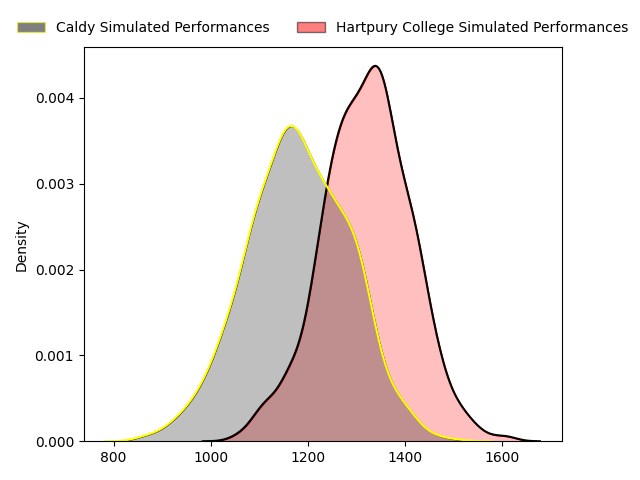 Caldy Simulated Performances
Hartpury College Simulated Performances
Density
0.004
0.003
0.002
0.001
0.000
800 1000 1200 1400 1600